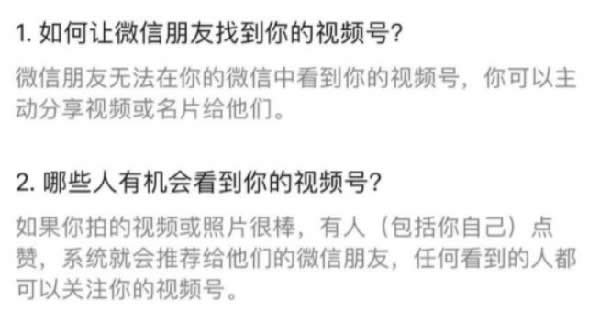 1. 如何让微信朋友找到你的视频号?
微信朋友无法在你的微信中看到你的视频号，你可以主
动分享视频或名片给他们。
2. 哪些人有机会看到你的视频号?
如果你拍的视频或照片很棒，有人（包括你自己）点
赞，系统就会推荐给他们的微信朋友，任何看到的人都
可以关注你的视频号。